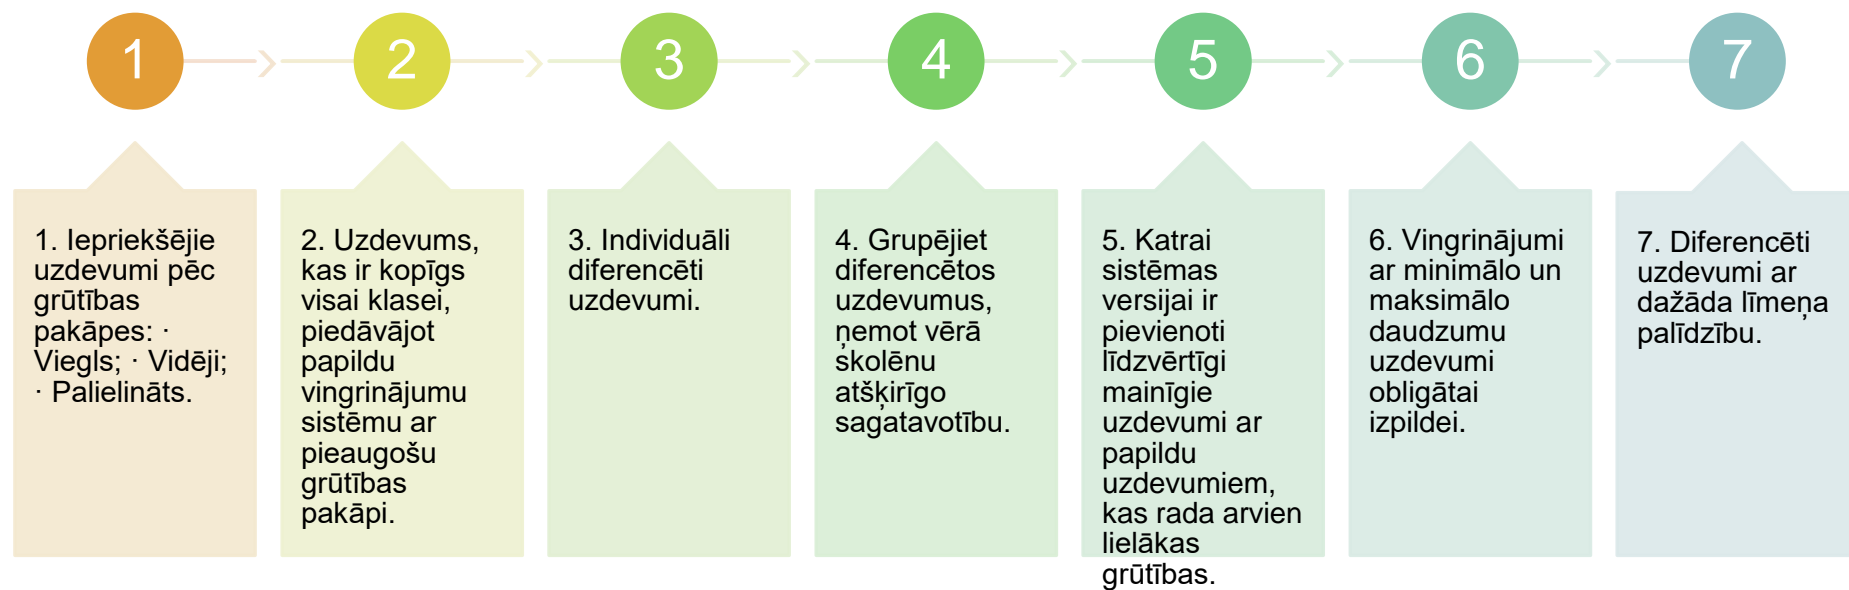 1
2
3
4
5
6
7
1. Iepriekšējie
uzdevumi pēc
grūtības
pakāpes: ·
Viegls; · Vidēji;
· Palielināts.
2. Uzdevums,
kas ir kopīgs
visai klasei,
piedāvājot
papildu
vingrinājumu
sistēmu ar
pieaugošu
grūtības
pakāpi.
3. Individuāli
diferencēti
uzdevumi.
4. Grupējiet
diferencētos
uzdevumus,
ņemot vērā
skolēnu
atšķirīgo
sagatavotību.
5. Katrai
sistēmas
versijai ir
pievienoti
līdzvērtīgi
mainīgie
uzdevumi ar
papildu
uzdevumiem,
kas rada arvien
lielākas
grūtības.
6. Vingrinājumi
ar minimālo un
maksimālo
daudzumu
uzdevumi
obligātai
izpildei.
7. Diferencēti
uzdevumi ar
dažāda līmeņa
palīdzību.